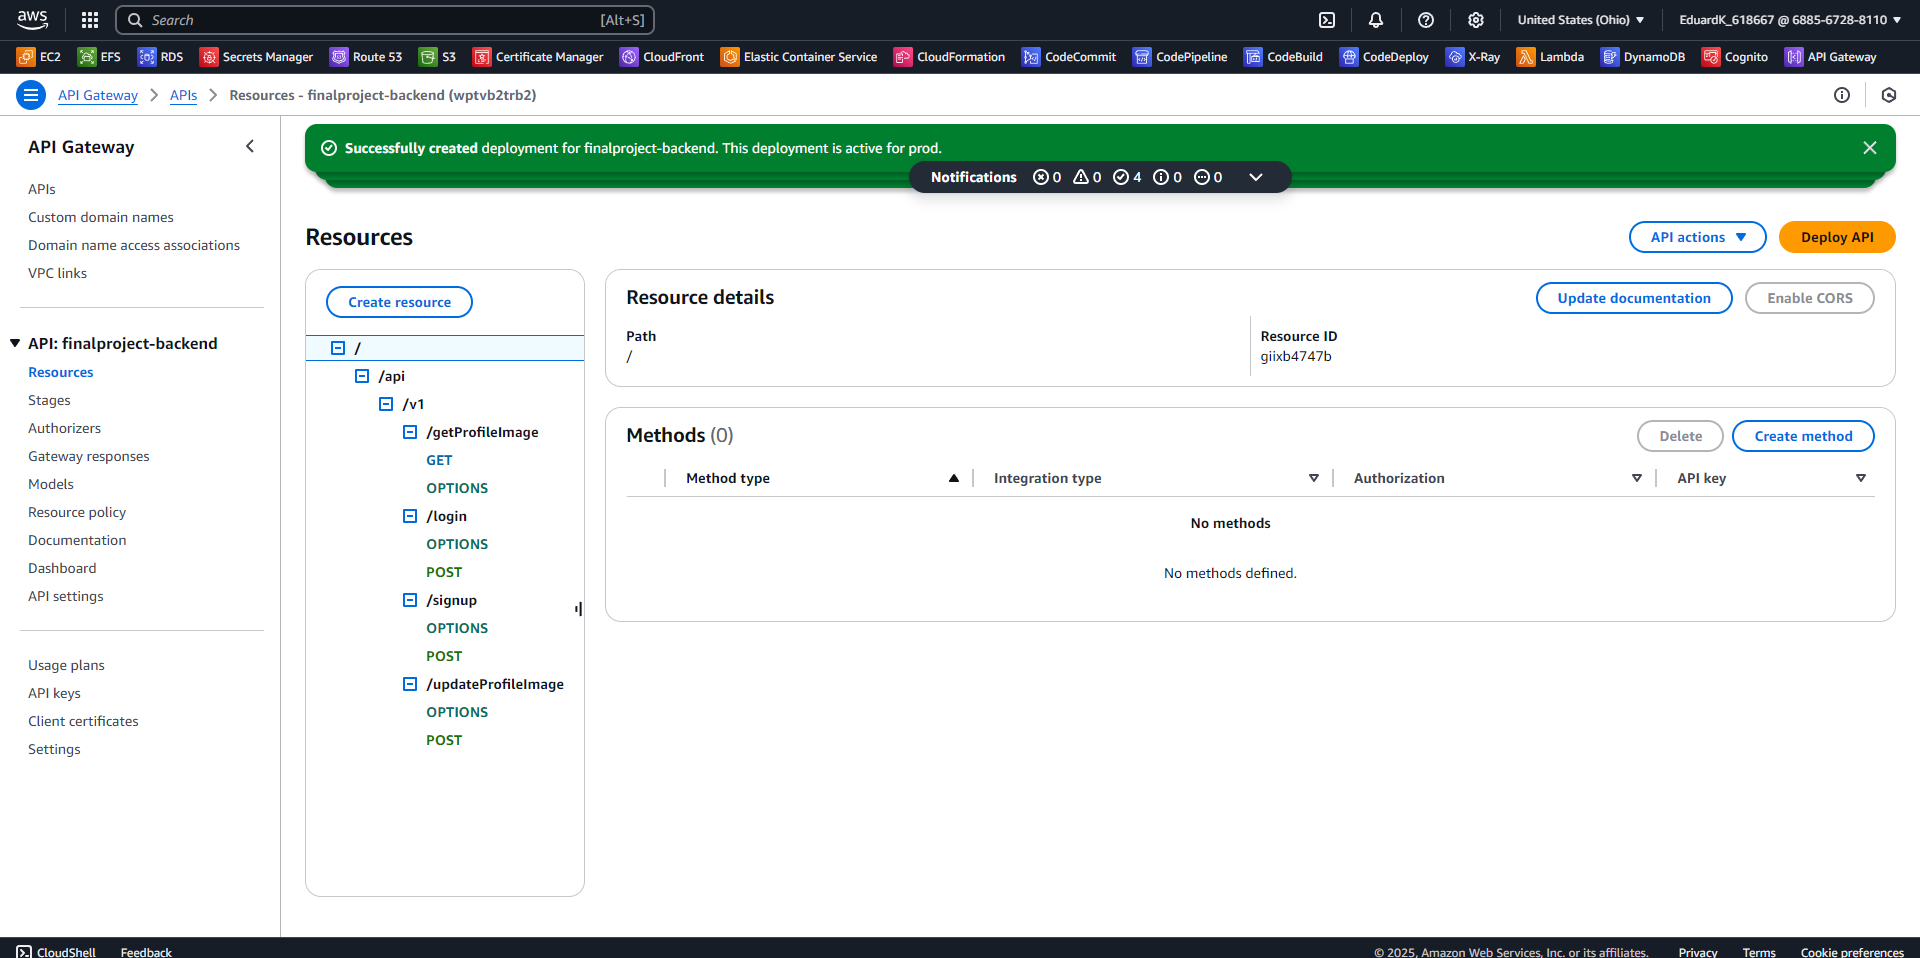 aws
Search [Alt+S]
United States (Ohio) EduardK_618667 @ 6885-6728-8110
EC2 EFS RDS Secrets Manager Route 53 S3 Certificate Manager CloudFront Elastic Container Service CloudFormation CodeCommit CodePipeline CodeBuild CodeDeploy X-Ray Lambda DynamoDB Cognito API Gateway
API Gateway APIs Resources - finalproject-backend (wptvb2trb2)
API Gateway
APIs
Custom domain names
Domain name access associations
VPC links
API: finalproject-backend
Resources
Stages
Authorizers
Gateway responses
Models
Resource policy
Documentation
Dashboard
API settings
Usage plans
API keys
Client certificates
Settings
Successfully created deployment for finalproject-backend. This deployment is active for prod.
Notifications 0 0 4 0 0
Resources
API actions Deploy API
Create resource
/
/api
/v1
/getProfileImage
GET
OPTIONS
/login
OPTIONS
POST
/signup
OPTIONS
POST
/updateProfileImage
OPTIONS
POST
Resource details
Update documentation Enable CORS
Path
/
Resource ID
giixb4747b
Methods (0)
Delete Create method
Method type Integration type Authorization API key
No methods
No methods defined.
CloudShell Feedback
© 2025, Amazon Web Services, Inc. or its affiliates. Privacy Terms Cookie preferences